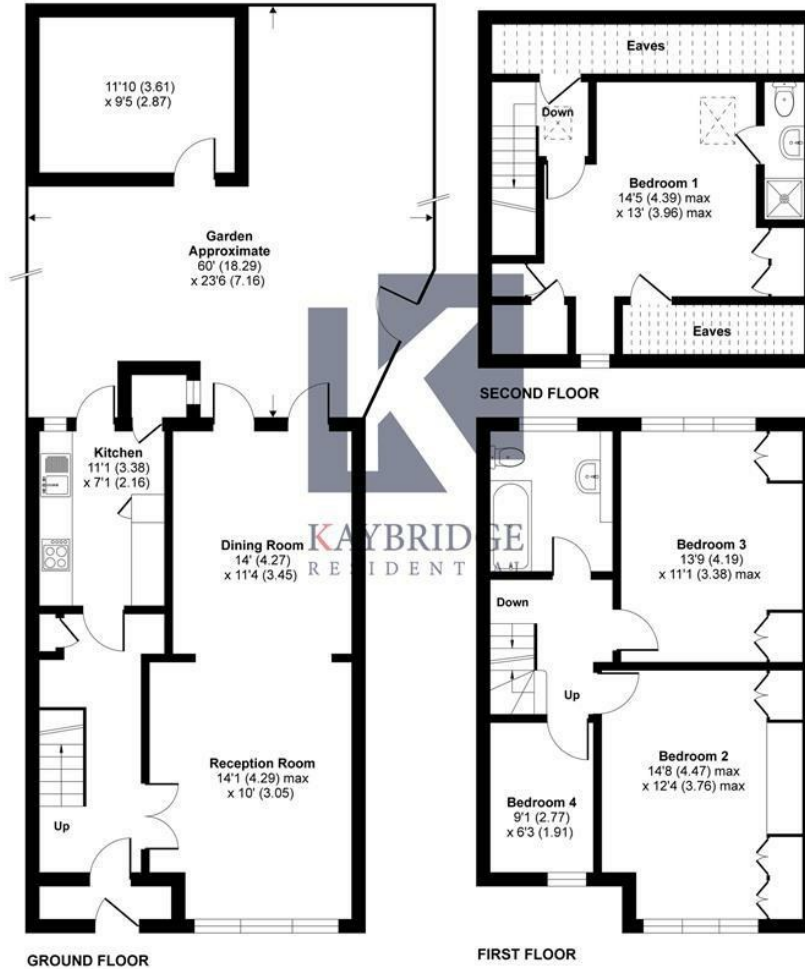 11'10 (3.61)
x 9'5 (2.87)
Garden
Approximate
60' (18.29)
x 23'6 (7.16)
Kitchen
11'1 (3.38)
x 7'1 (2.16)
Dining Room
14' (4.27)
x 11'4 (3.45)
Reception Room
14'1 (4.29) max
x 10' (3.05)
Up
GROUND FLOOR
Eaves
Down
Bedroom 1
14'5 (4.39) max
x 13' (3.96) max
Eaves
SECOND FLOOR
Bedroom 3
13'9 (4.19)
x 11'1 (3.38) max
Down
Up
Bedroom 2
14'8 (4.47) max
x 12'4 (3.76) max
Bedroom 4
9'1 (2.77)
x 6'3 (1.91)
FIRST FLOOR
K
KAYBRIDGE
RESIDENTIAL